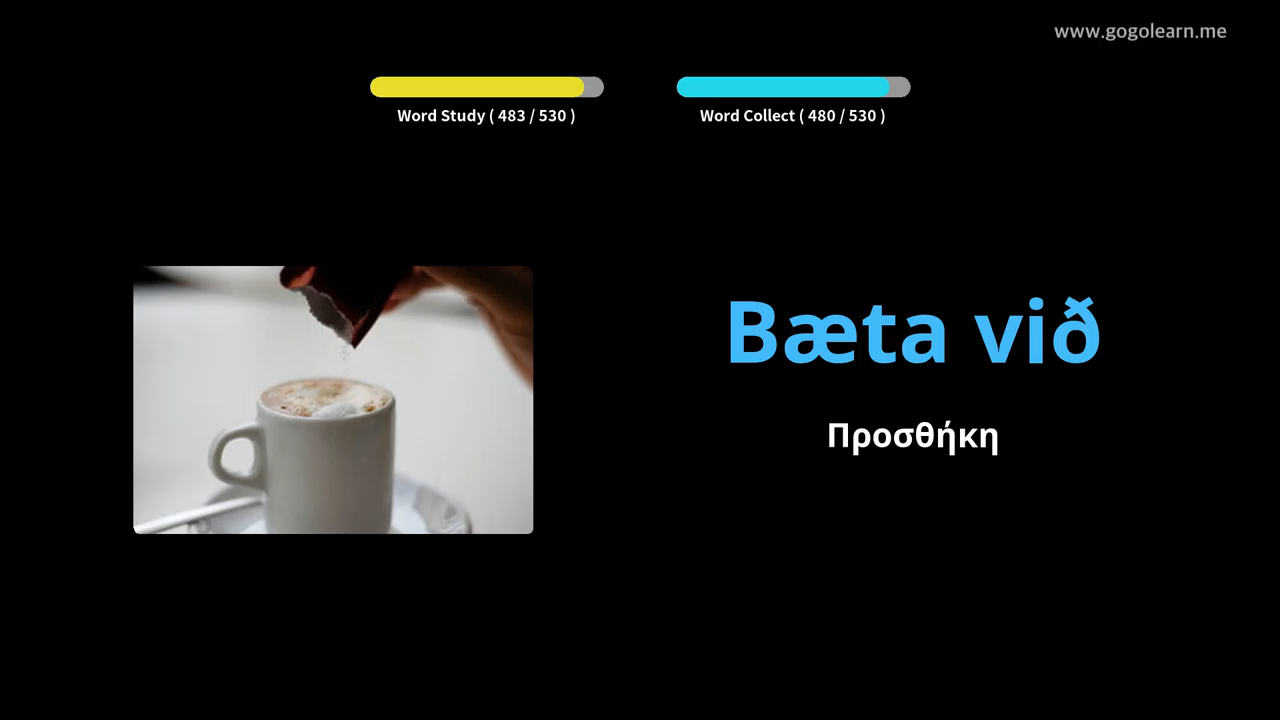 www.gogolearn.me
Word Study ( 483 / 530 )
Word Collect ( 480 / 530 )
Bæta við
Προσθήκη